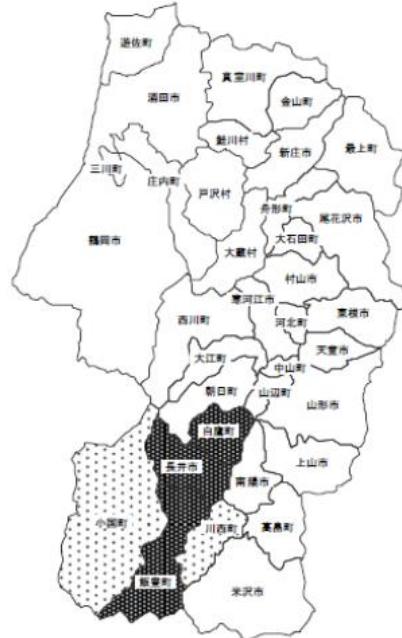 遊佐町
酒田市
真室川町
金山町
鮭川村
新庄市
最上町
三川町
庄内町
戸沢村
舟形町
尾花沢市
鶴岡市
大蔵村
大石田町
村山市
西川町
寒河江市
河北町
東根市
大江町
天童市
中山町
朝日町
山辺町
山形市
白鷹町
長井市
上山市
南陽市
小国町
川西町
高畠町
飯豊町
米沢市